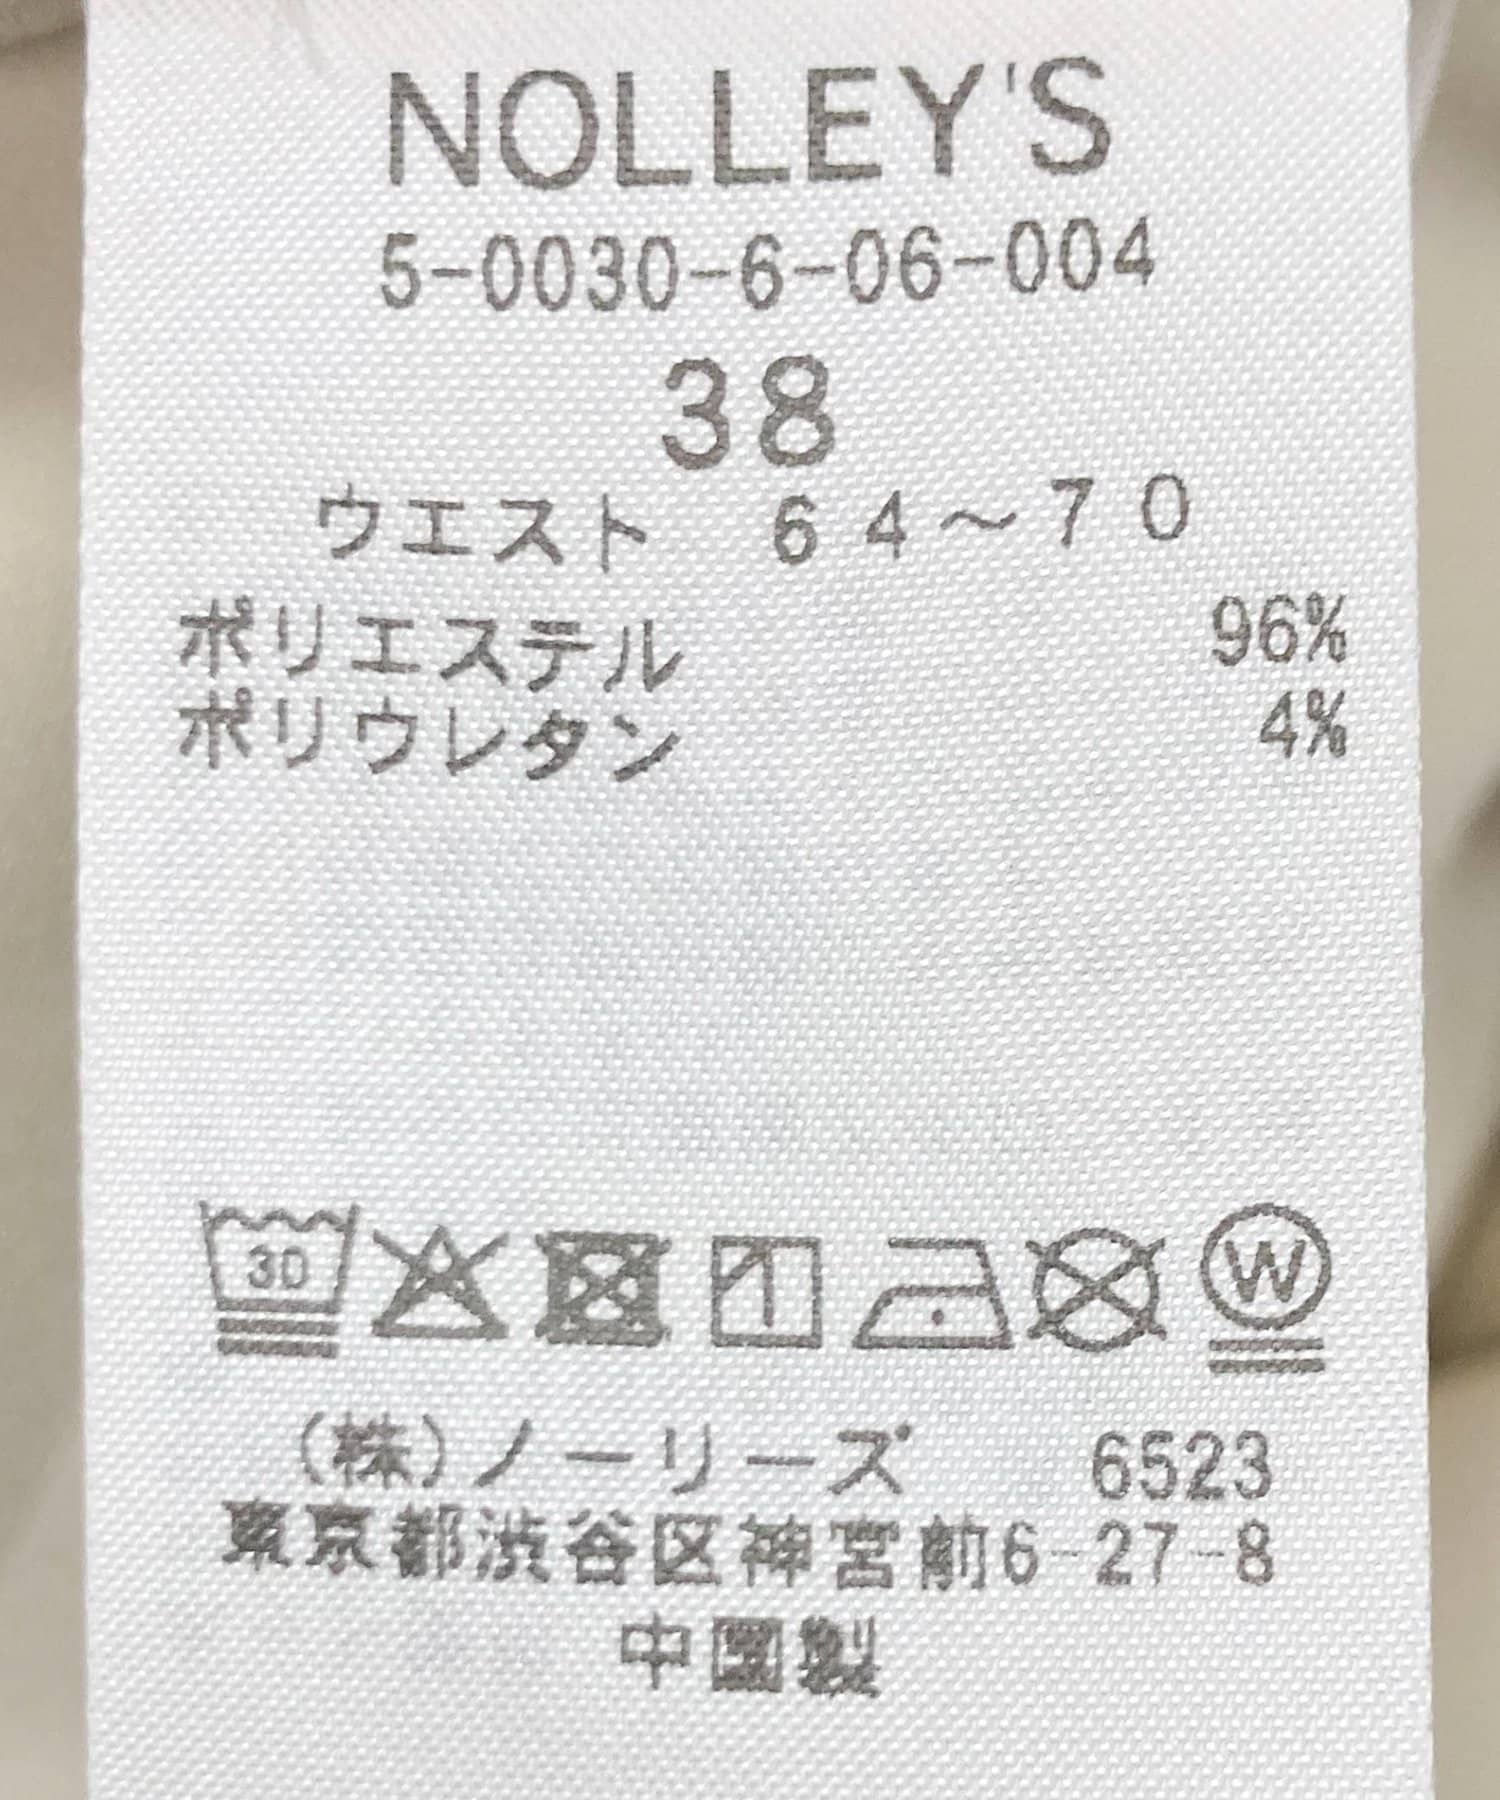 NOLLEY'S
5-0030-6-06-004
38
ウエスト　６４～７０
ポリエステル 96%
ポリウレタン 4%
30 W
(株)ノーリーズ 6523
東京都渋谷区神宮前6-27-8
中国製